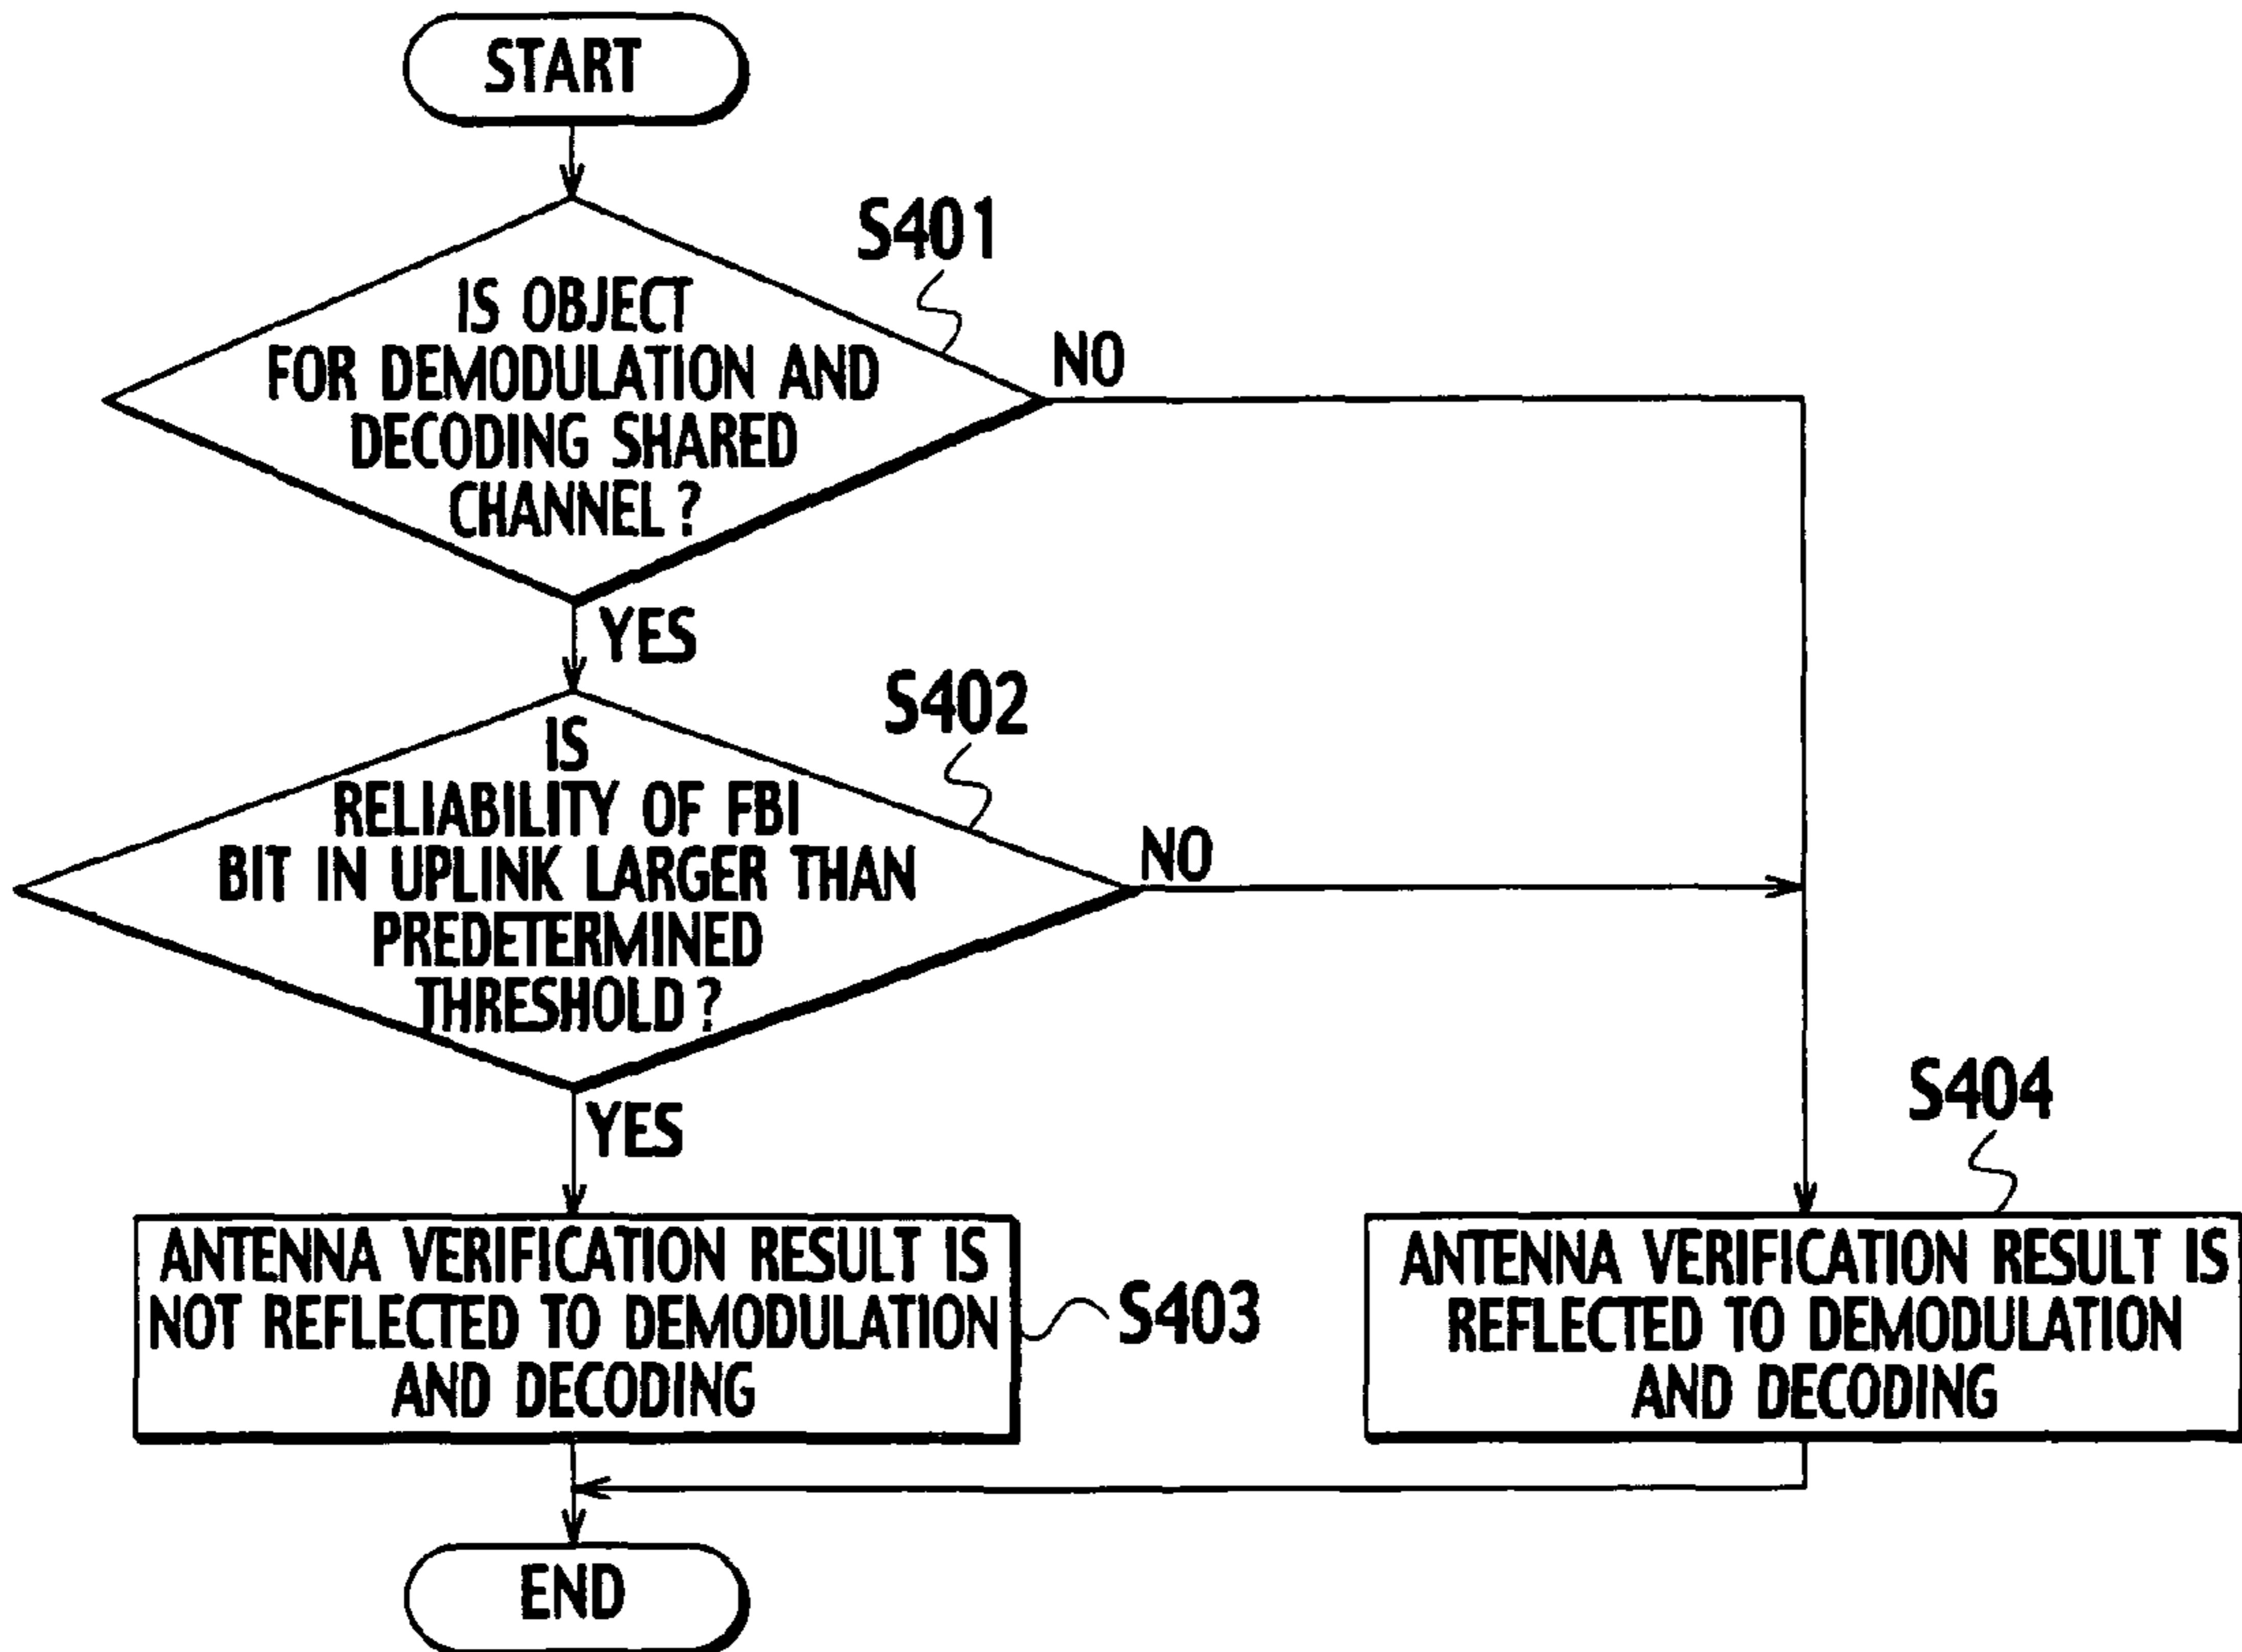 START
S401
IS OBJECT
FOR DEMODULATION AND
DECODING SHARED
CHANNEL ?
NO
YES
S402
IS
RELIABILITY OF FBI
BIT IN UPLINK LARGER THAN
PREDETERMINED
THRESHOLD ?
NO
YES
S404
ANTENNA VERIFICATION RESULT IS
NOT REFLECTED TO DEMODULATION
AND DECODING
S403
ANTENNA VERIFICATION RESULT IS
REFLECTED TO DEMODULATION
AND DECODING
END